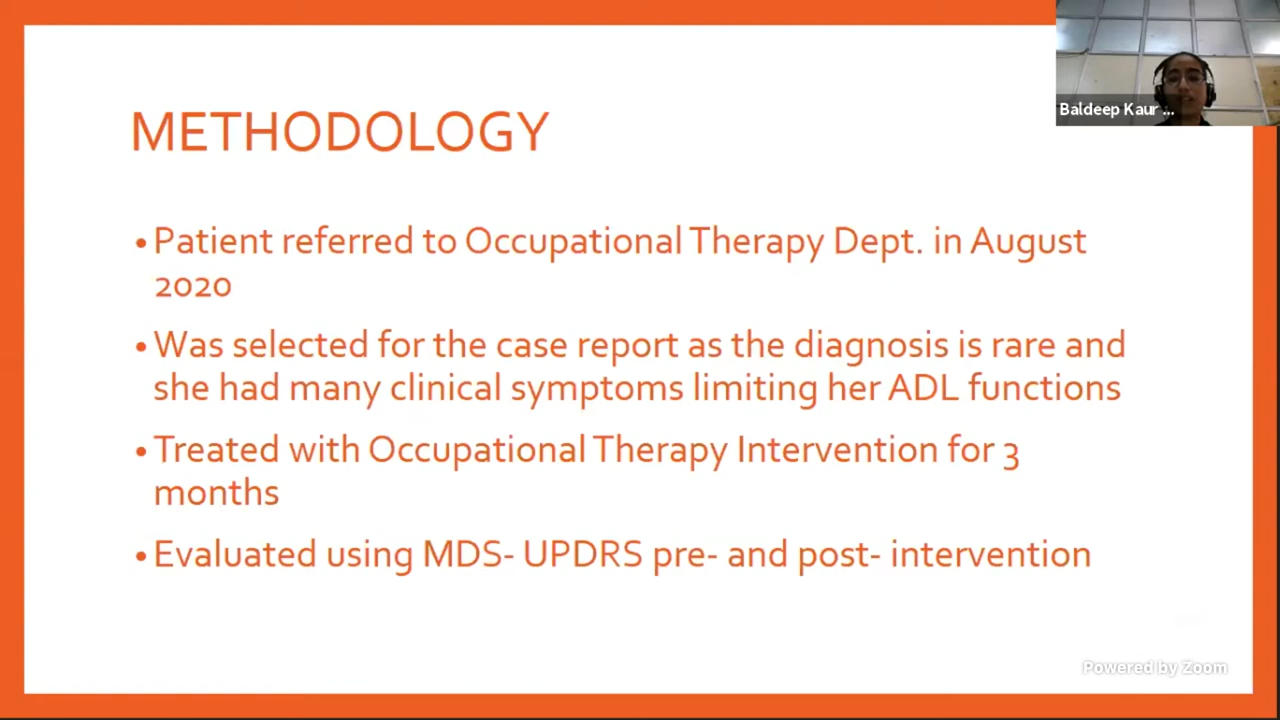 Baldeep Kaur ...
METHODOLOGY
• Patient referred to Occupational Therapy Dept. in August
2020
• Was selected for the case report as the diagnosis is rare and
she had many clinical symptoms limiting her ADL functions
• Treated with Occupational Therapy Intervention for 3
months
• Evaluated using MDS- UPDRS pre- and post- intervention
Powered by Zoom